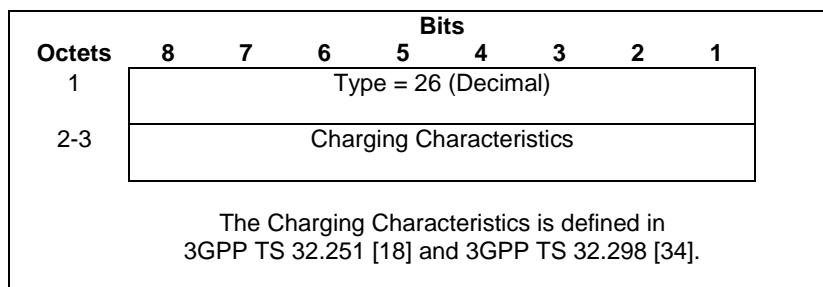 Bits
Octets 8 7 6 5 4 3 2 1
1 Type = 26 (Decimal)
2-3 Charging Characteristics
The Charging Characteristics is defined in
3GPP TS 32.251 [18] and 3GPP TS 32.298 [34].